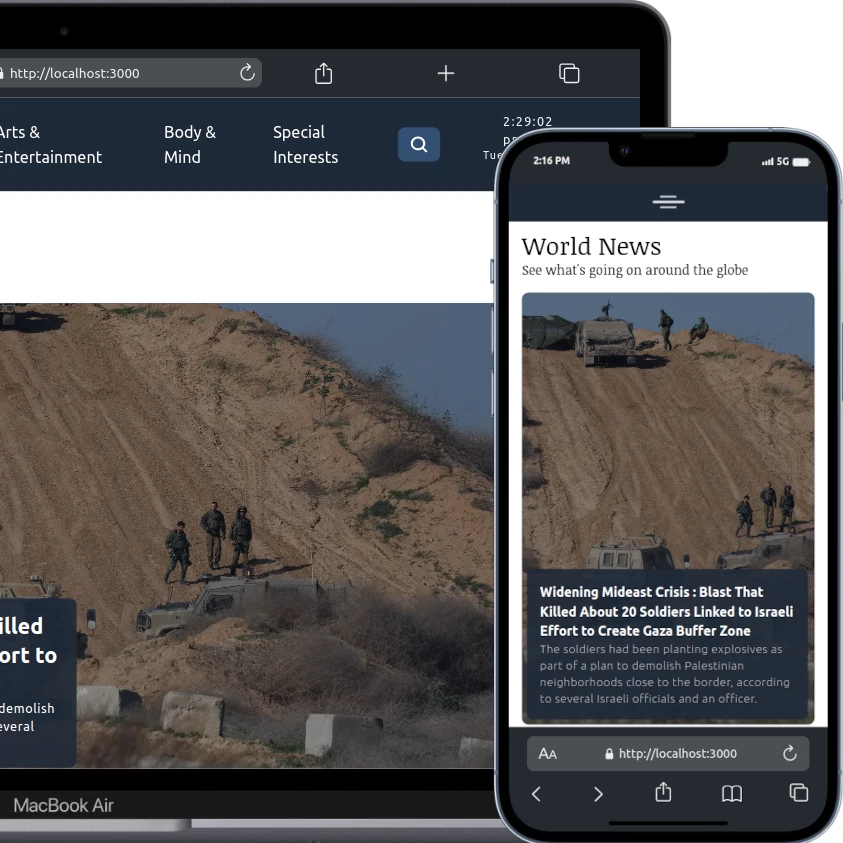 http://localhost:3000
Arts &
Entertainment
Body &
Mind
Special
Interests
2:29:02
illed
ort to
demolish
everal
MacBook Air
2:16 PM
5G
World News
See what's going on around the globe
Widening Mideast Crisis : Blast That
Killed About 20 Soldiers Linked to Israeli
Effort to Create Gaza Buffer Zone
The soldiers had been planting explosives as
part of a plan to demolish Palestinian
neighborhoods close to the border, according
to several Israeli officials and an officer.
AA
http://localhost:3000